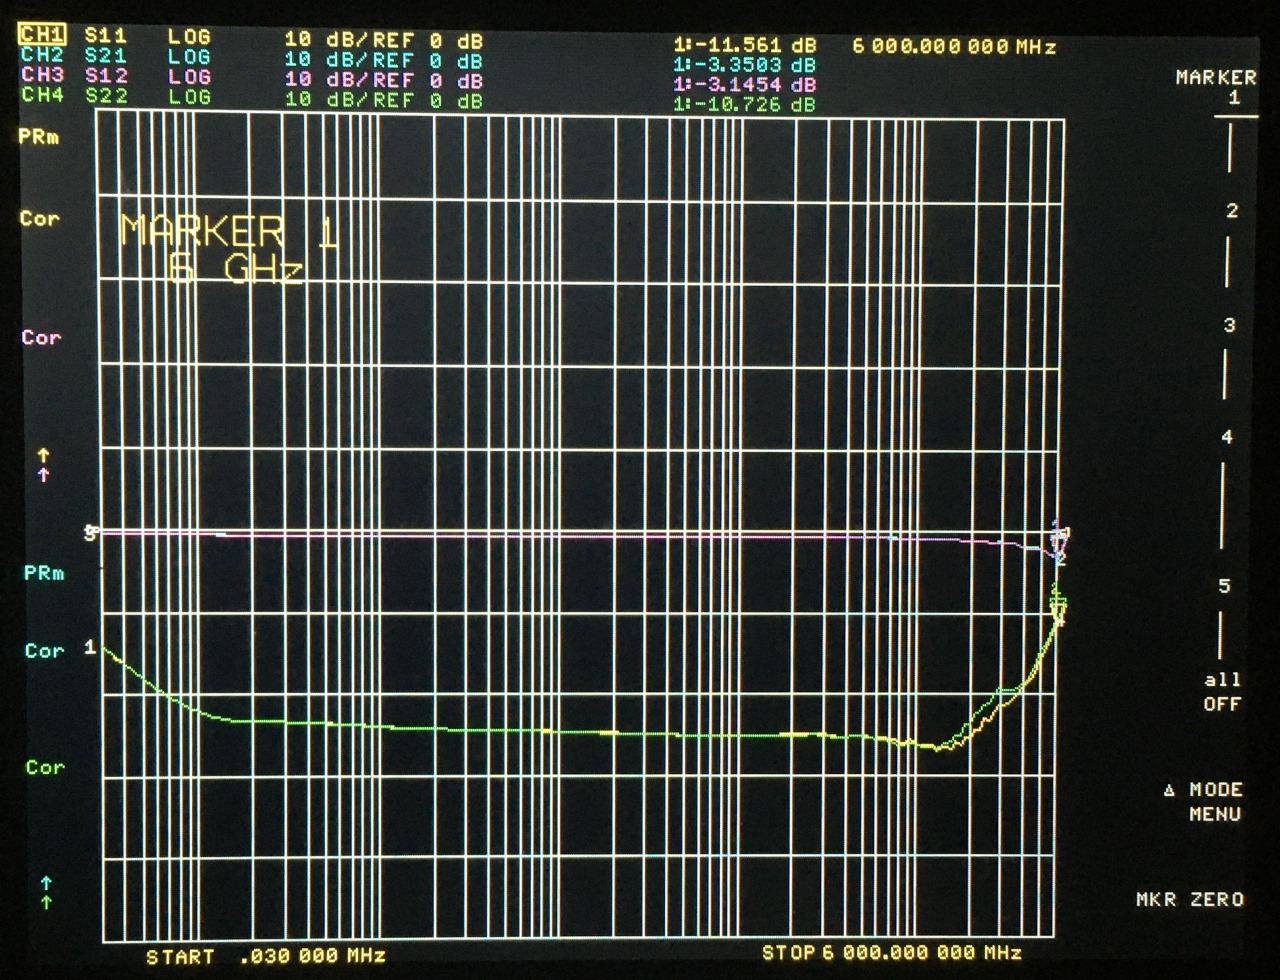 CH1 S11 LOG 10 dB/REF 0 dB 1:-11.561 dB 6 000.000 000 MHz
CH2 S21 LOG 10 dB/REF 0 dB 1:-3.3503 dB
CH3 S12 LOG 10 dB/REF 0 dB 1:-3.1454 dB
CH4 S22 LOG 10 dB/REF 0 dB 1:-10.726 dB
MARKER
1
PRm
2
Cor
MARKER 1
6 GHz
3
Cor
4
↑
↑
PRm
5
Cor
1
all
OFF
Cor
Δ MODE
MENU
↑
↑
MKR ZERO
START .030 000 MHz
STOP 6 000.000 000 MHz